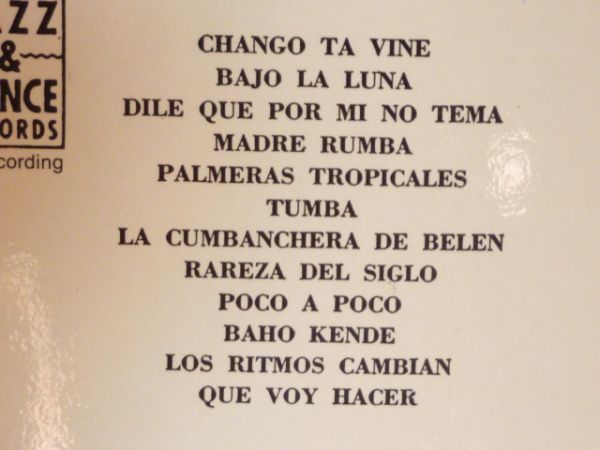 AZZ
&
NCE
ORDS
cording
CHANGO TA VINE
BAJO LA LUNA
DILE QUE POR MI NO TEMA
MADRE RUMBA
PALMERAS TROPICALES
TUMBA
LA CUMBANCHERA DE BELEN
RAREZA DEL SIGLO
POCO A POCO
BAHO KENDE
LOS RITMOS CAMBIAN
QUE VOY HACER